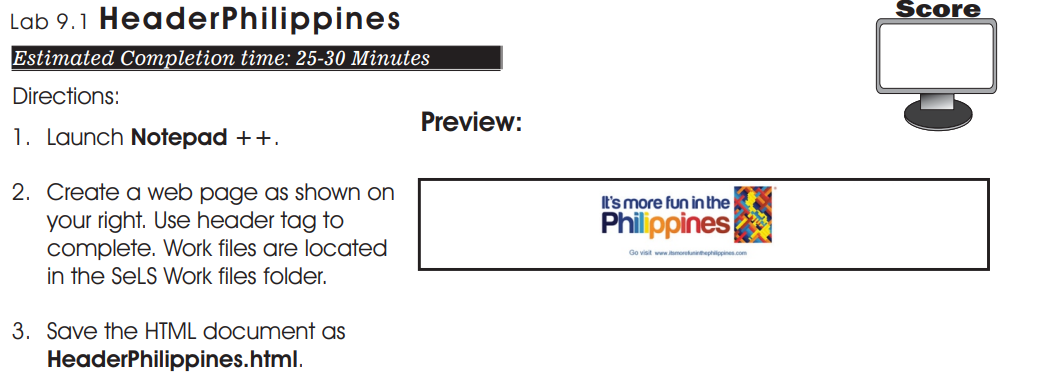 Lab 9.1 HeaderPhilippines
Score
Estimated Completion time: 25-30 Minutes
Directions:
1. Launch Notepad ++.
2. Create a web page as shown on
your right. Use header tag to
complete. Work files are located
in the SeLS Work files folder.
3. Save the HTML document as
HeaderPhilippines.html.
Preview:
It's more fun in the
Philippines
Go visit www.itsmorefuninthephilippines.com